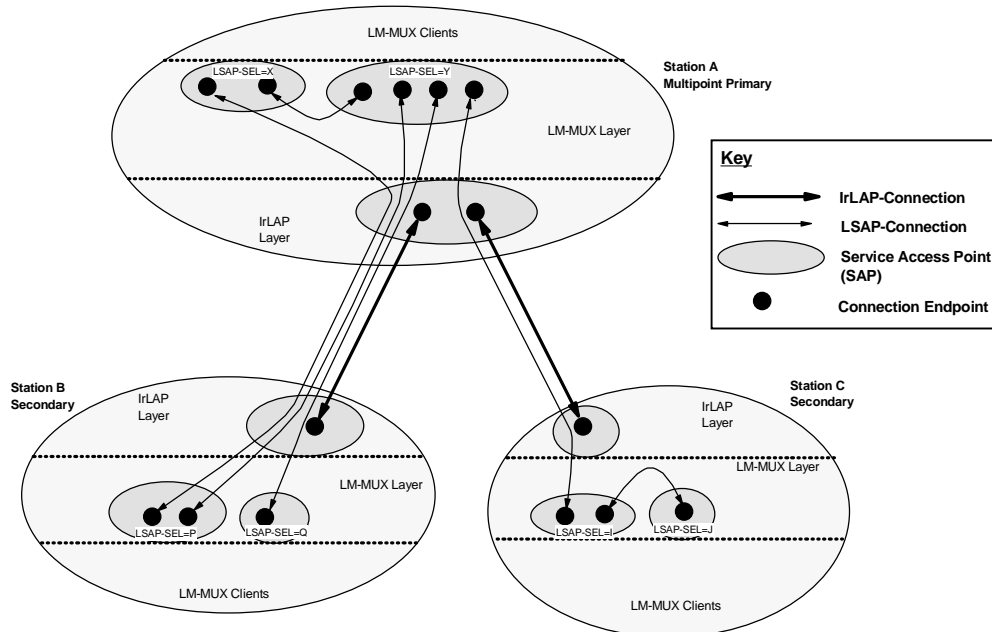 LM-MUX Clients
LSAP-SEL=X
LSAP-SEL=Y
Station A
Multipoint Primary
LM-MUX Layer
IrLAP
Layer
Key
IrLAP-Connection
LSAP-Connection
Service Access Point
(SAP)
Connection Endpoint
Station B
Secondary
IrLAP
Layer
LM-MUX Layer
LSAP-SEL=P
LSAP-SEL=Q
LM-MUX Clients
Station C
Secondary
IrLAP
Layer
LM-MUX Layer
LSAP-SEL=I
LSAP-SEL=J
LM-MUX Clients